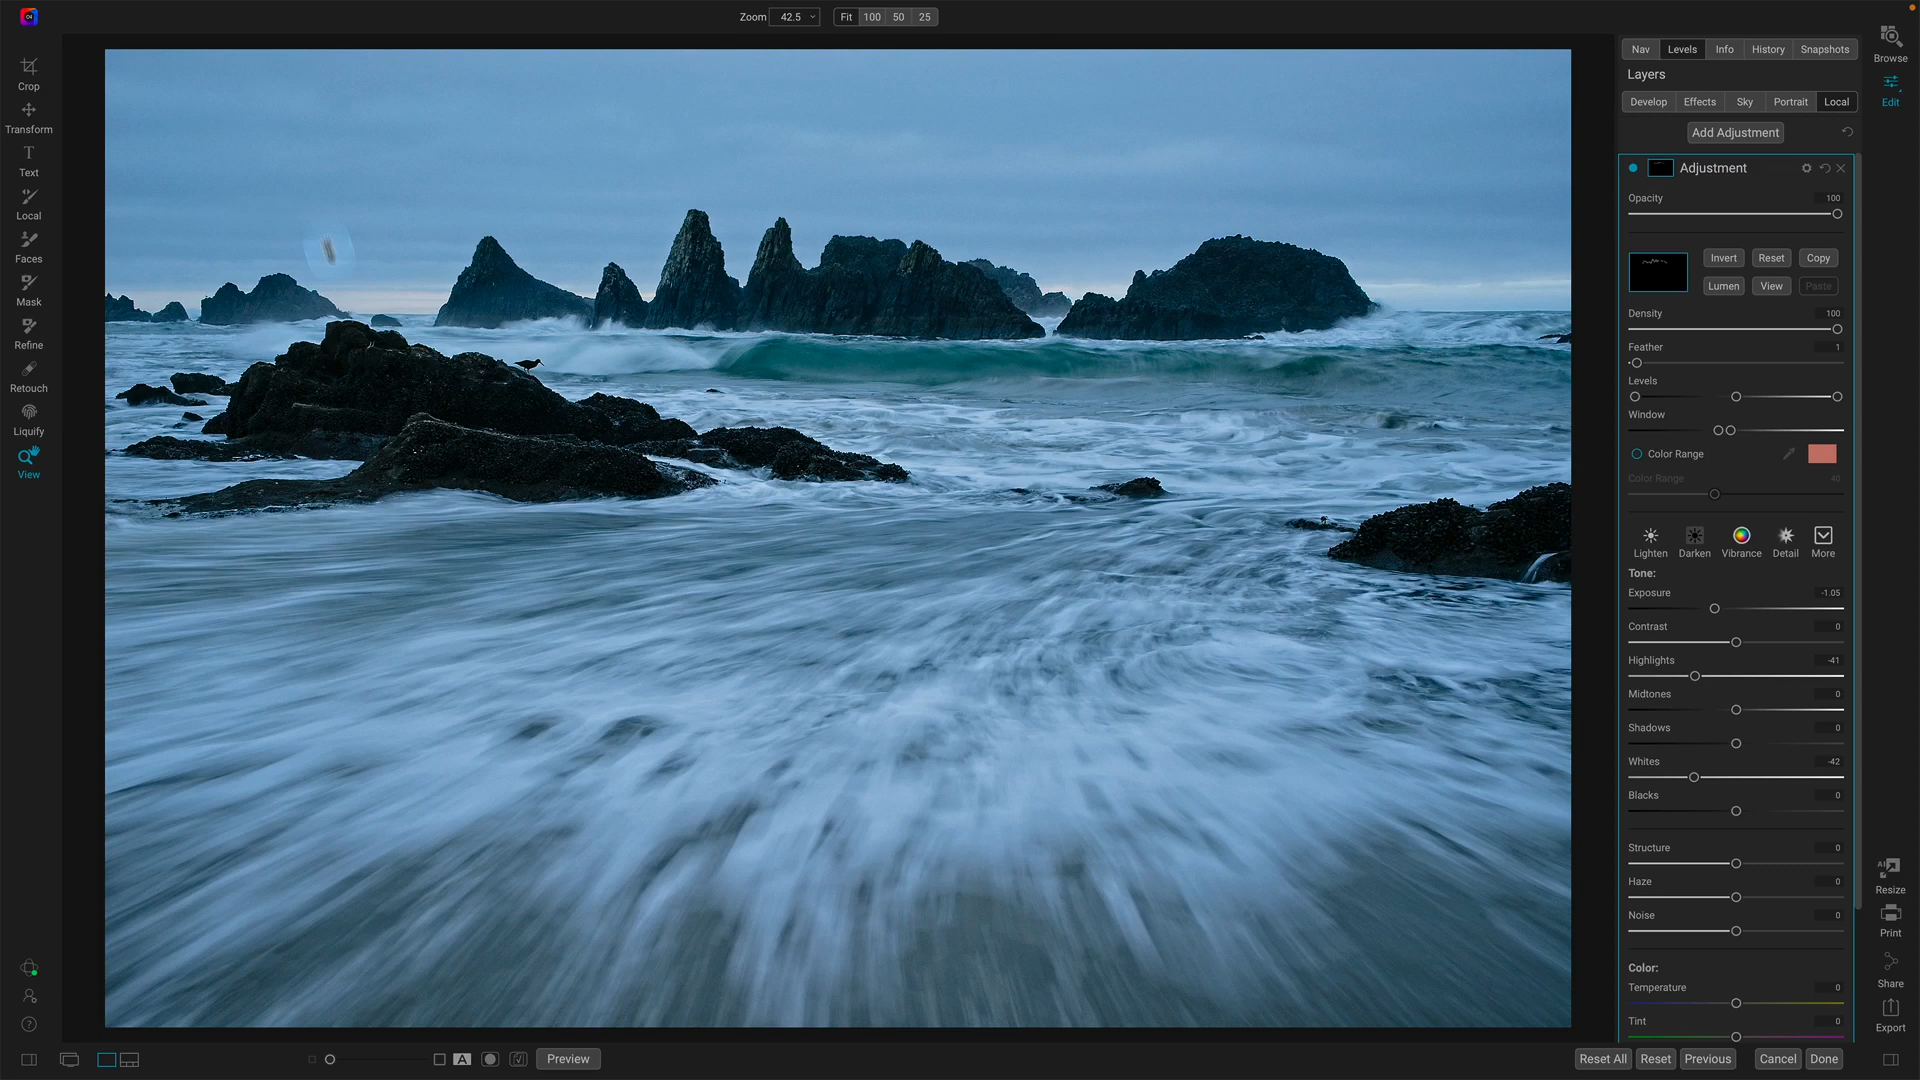 Zoom 42.5 Fit 100 50 25
Crop
Transform
Text
Local
Faces
Mask
Refine
Retouch
Liquify
View
Nav Levels Info History Snapshots
Layers
Develop Effects Sky Portrait Local
Add Adjustment
Adjustment
Opacity 100
Invert Reset Copy
Lumen View Paste
Density 100
Feather 1
Levels
Window
Color Range
Color Range 40
Lighten Darken Vibrance Detail More
Tone:
Exposure -1.05
Contrast 0
Highlights -41
Midtones 0
Shadows 0
Whites -42
Blacks 0
Structure 0
Haze 0
Noise 0
Color:
Temperature 0
Tint 0
Browse
Edit
AI
Resize
Print
Share
Export
?
A
Preview
Reset All Reset Previous Cancel Done